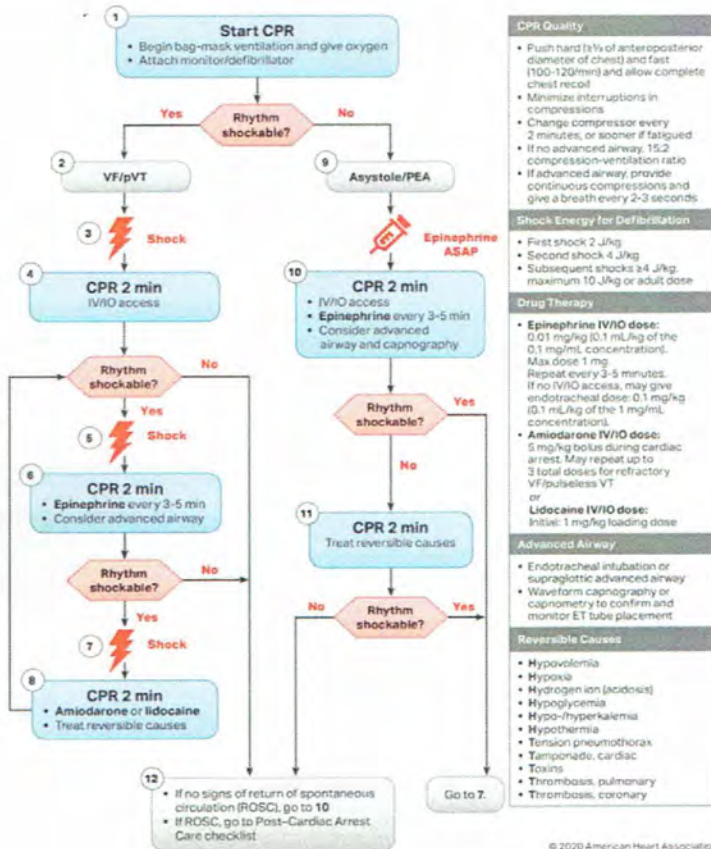 1
Start CPR
• Begin bag-mask ventilation and give oxygen
• Attach monitor/defibrillator
Rhythm
shockable?
Yes
No
2
VF/pVT
9
Asystole/PEA
3
Shock
Epinephrine
ASAP
4
CPR 2 min
IV/IO access
10
CPR 2 min
• IV/IO access
• Epinephrine every 3-5 min
• Consider advanced
airway and capnography
Rhythm
shockable?
No
Yes
Rhythm
shockable?
Yes
No
5
Shock
6
CPR 2 min
• Epinephrine every 3-5 min
• Consider advanced airway
11
CPR 2 min
Treat reversible causes
Rhythm
shockable?
No
Yes
Rhythm
shockable?
No
Yes
7
Shock
8
CPR 2 min
• Amiodarone or lidocaine
• Treat reversible causes
12
• If no signs of return of spontaneous
circulation (ROSC), go to 10
• If ROSC, go to Post-Cardiac Arrest
Care checklist
Go to 7.
CPR Quality
• Push hard (≥⅓ of anteroposterior
diameter of chest) and fast
(100-120/min) and allow complete
chest recoil
• Minimize interruptions in
compressions
• Change compressor every
2 minutes, or sooner if fatigued
• If no advanced airway, 15:2
compression-ventilation ratio
• If advanced airway, provide
continuous compressions and
give a breath every 2-3 seconds
Shock Energy for Defibrillation
• First shock 2 J/kg
• Second shock 4 J/kg
• Subsequent shocks ≥4 J/kg,
maximum 10 J/kg or adult dose
Drug Therapy
• Epinephrine IV/IO dose:
0.01 mg/kg (0.1 mL/kg of the
0.1 mg/mL concentration).
Max dose 1 mg.
Repeat every 3-5 minutes.
If no IV/IO access, may give
endotracheal dose: 0.1 mg/kg
(0.1 mL/kg of the 1 mg/mL
concentration).
• Amiodarone IV/IO dose:
5 mg/kg bolus during cardiac
arrest. May repeat up to
3 total doses for refractory
VF/pulseless VT
or
Lidocaine IV/IO dose:
Initial: 1 mg/kg loading dose
Advanced Airway
• Endotracheal intubation or
supraglottic advanced airway
• Waveform capnography or
capnometry to confirm and
monitor ET tube placement
Reversible Causes
• Hypovolemia
• Hypoxia
• Hydrogen ion (acidosis)
• Hypoglycemia
• Hypo-/hyperkalemia
• Hypothermia
• Tension pneumothorax
• Tamponade, cardiac
• Toxins
• Thrombosis, pulmonary
• Thrombosis, coronary
© 2020 American Heart Association